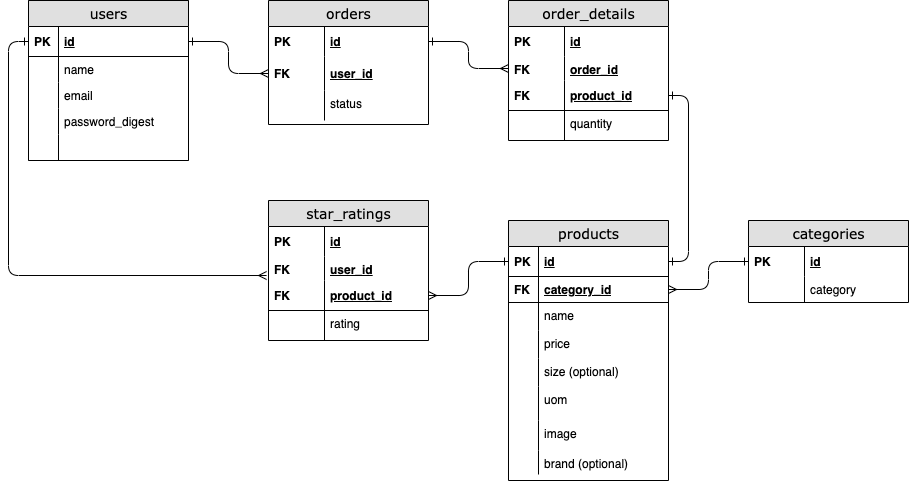 users
PK id
name
email
password_digest
orders
PK id
FK user_id
status
order_details
PK id
FK order_id
FK product_id
quantity
star_ratings
PK id
FK user_id
FK product_id
rating
products
PK id
FK category_id
name
price
size (optional)
uom
image
brand (optional)
categories
PK id
category